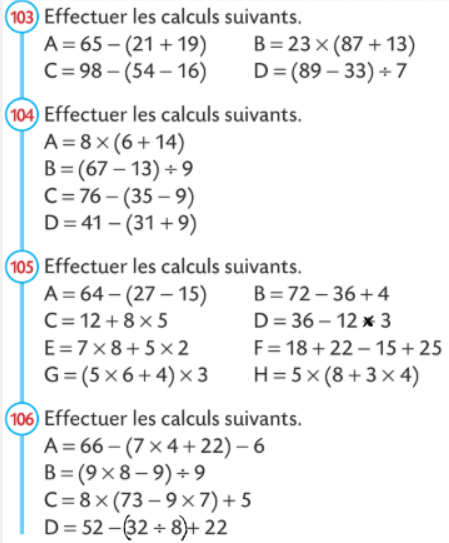 103 Effectuer les calculs suivants.
A = 65 – (21 + 19) B = 23 × (87 + 13)
C = 98 – (54 – 16) D = (89 – 33) ÷ 7
104 Effectuer les calculs suivants.
A = 8 × (6 + 14)
B = (67 – 13) ÷ 9
C = 76 – (35 – 9)
D = 41 – (31 + 9)
105 Effectuer les calculs suivants.
A = 64 – (27 – 15) B = 72 – 36 + 4
C = 12 + 8 × 5 D = 36 – 12 × 3
E = 7 × 8 + 5 × 2 F = 18 + 22 – 15 + 25
G = (5 × 6 + 4) × 3 H = 5 × (8 + 3 × 4)
106 Effectuer les calculs suivants.
A = 66 – (7 × 4 + 22) – 6
B = (9 × 8 – 9) ÷ 9
C = 8 × (73 – 9 × 7) + 5
D = 52 – (32 ÷ 8) + 22